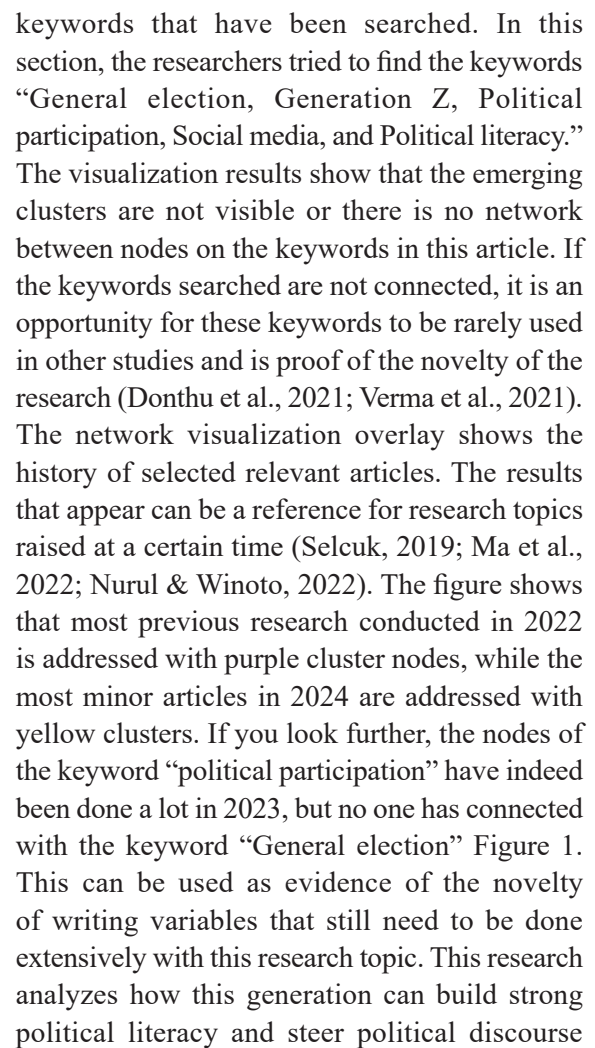 keywords that have been searched. In this
section, the researchers tried to find the keywords
“General election, Generation Z, Political
participation, Social media, and Political literacy.”
The visualization results show that the emerging
clusters are not visible or there is no network
between nodes on the keywords in this article. If
the keywords searched are not connected, it is an
opportunity for these keywords to be rarely used
in other studies and is proof of the novelty of the
research (Donthu et al., 2021; Verma et al., 2021).
The network visualization overlay shows the
history of selected relevant articles. The results
that appear can be a reference for research topics
raised at a certain time (Selcuk, 2019; Ma et al.,
2022; Nurul & Winoto, 2022). The figure shows
that most previous research conducted in 2022
is addressed with purple cluster nodes, while the
most minor articles in 2024 are addressed with
yellow clusters. If you look further, the nodes of
the keyword “political participation” have indeed
been done a lot in 2023, but no one has connected
with the keyword “General election” Figure 1.
This can be used as evidence of the novelty
of writing variables that still need to be done
extensively with this research topic. This research
analyzes how this generation can build strong
political literacy and steer political discourse